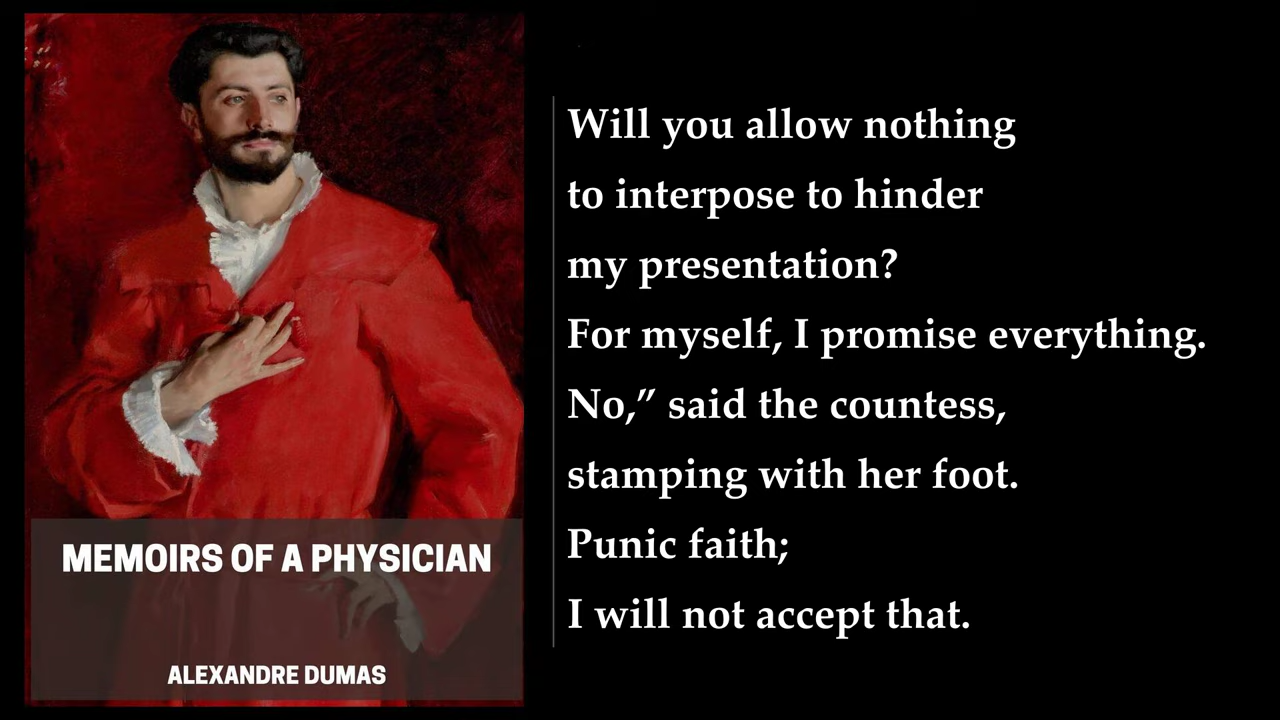 MEMOIRS OF A PHYSICIAN
ALEXANDRE DUMAS
Will you allow nothing
to interpose to hinder
my presentation?
For myself, I promise everything.
No,” said the countess,
stamping with her foot.
Punic faith;
I will not accept that.